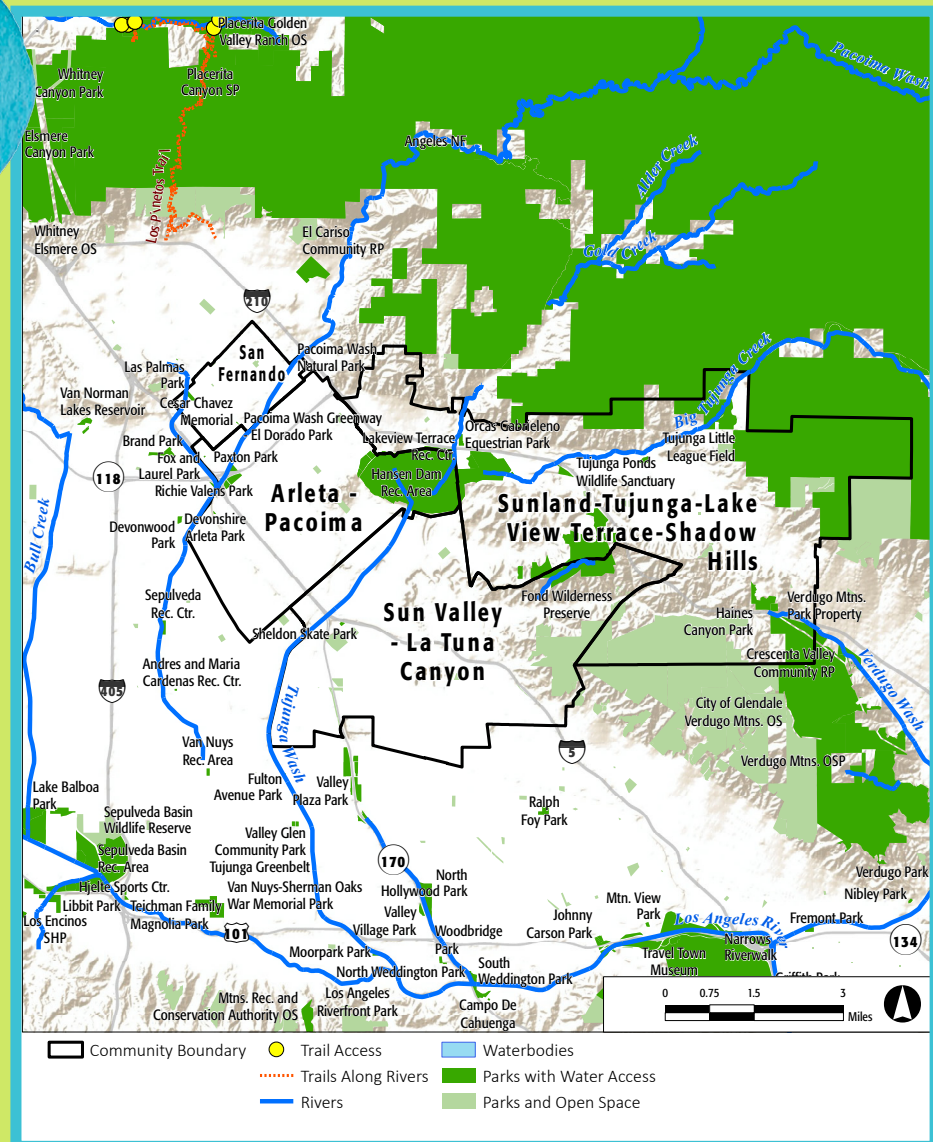 Placerita Golden
Valley Ranch OS
Whitney
Canyon Park
Placerita
Canyon SP
Pacoima Wash
Elsmere
Canyon Park
Angeles NF
Alder Creek
Los Pinetos Trail
Whitney
Elsmere OS
El Cariso
Community RP
Gold Creek
210
San
Fernando
Pacoima Wash
Natural Park
Las Palmas
Park
Big Tujunga Creek
Van Norman
Lakes Reservoir
Cesar Chavez
Memorial
Pacoima Wash Greenway
El Dorado Park
Orcas Gabrieleno
Equestrian Park
Brand Park
Lakeview Terrace
Rec. Ctr.
Tujunga Little
League Field
Fox and
Laurel Park
Paxton Park
Tujunga Ponds
Wildlife Sanctuary
118
Richie Valens Park
Hansen Dam
Rec. Area
Arleta -
Pacoima
Sunland-Tujunga-Lake
View Terrace-Shadow
Hills
Devonwood
Park
Devonshire
Arleta Park
Bull Creek
Sepulveda
Rec. Ctr.
Fond Wilderness
Preserve
Verdugo Mtns.
Park Property
Haines
Canyon Park
Sun Valley
- La Tuna
Canyon
Sheldon Skate Park
Crescenta Valley
Community RP
Andres and Maria
Cardenas Rec. Ctr.
Verdugo Wash
405
Tujunga Wash
City of Glendale
Verdugo Mtns. OS
Van Nuys
Rec. Area
5
Verdugo Mtns. OSP
Fulton
Avenue Park
Valley
Plaza Park
Lake Balboa
Park
Ralph
Foy Park
Sepulveda Basin
Wildlife Reserve
Valley Glen
Community Park
Sepulveda Basin
Rec. Area
Tujunga Greenbelt
170
Verdugo Park
Hjelte Sports Ctr.
Van Nuys-Sherman Oaks
War Memorial Park
North
Hollywood Park
Nibley Park
Libbit Park
Teichman Family
Magnolia Park
Mtn. View
Park
Los Encinos
SHP
Valley
Village Park
Johnny
Carson Park
Los Angeles River
Fremont Park
101
Woodbridge
Park
134
Moorpark Park
Travel Town
Museum
Narrows
Riverwalk
North Weddington Park
South
Weddington Park
Mtns. Rec. and
Conservation Authority OS
Los Angeles
Riverfront Park
Campo De
Cahuenga
0 0.75 1.5 3
Miles
Community Boundary
Trail Access
Waterbodies
Trails Along Rivers
Parks with Water Access
Rivers
Parks and Open Space